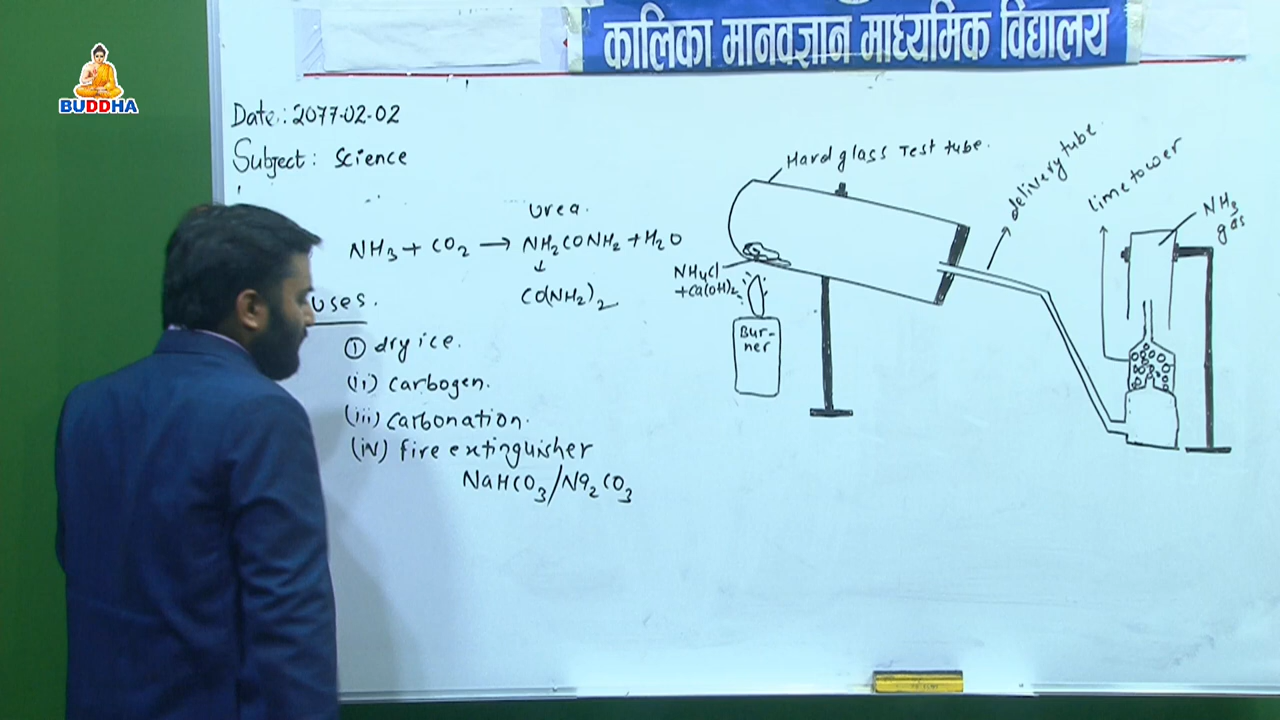 BUDDHA
कालिका मानवज्ञान माध्यमिक विद्यालय
Date: 2077-02-02
Subject: Science
Urea.
NH₃ + CO₂ → NH₂CONH₂ + H₂O
↓
CO(NH₂)₂
uses.
① dry ice.
(ii) carbogen.
(iii) carbonation.
(iv) fire extinguisher
NaHCO₃/Na₂CO₃
Hard glass Test tube.
delivery tube.
lime tower
NH₃
gas
NH₄Cl
+Ca(OH)₂
Bur-
ner